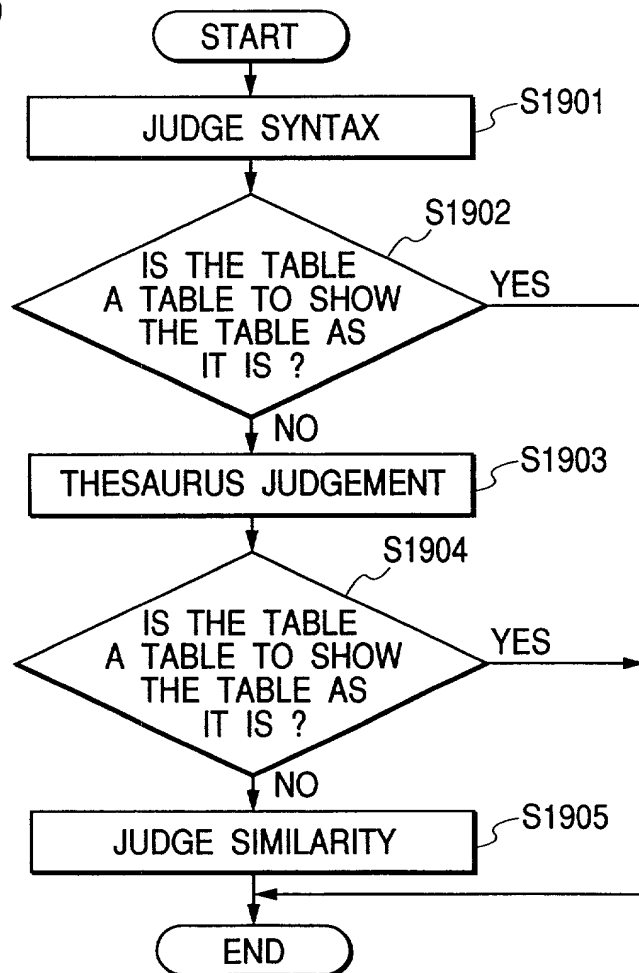 START
JUDGE SYNTAX
S1901
S1902
IS THE TABLE
A TABLE TO SHOW
THE TABLE AS
IT IS ?
YES
NO
THESAURUS JUDGEMENT
S1903
S1904
IS THE TABLE
A TABLE TO SHOW
THE TABLE AS
IT IS ?
YES
NO
JUDGE SIMILARITY
S1905
END